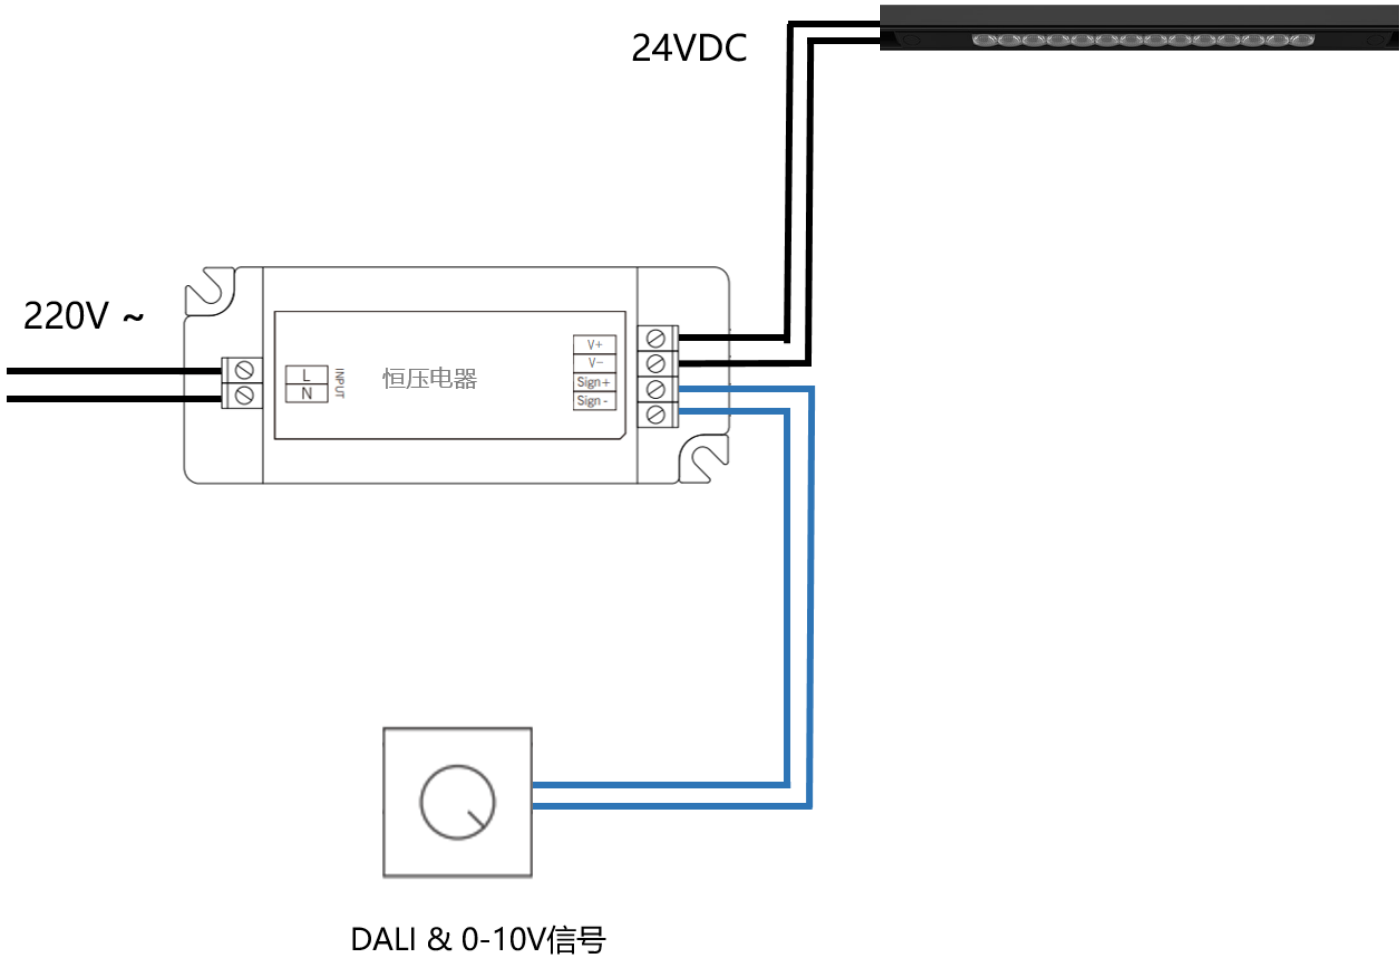 24VDC
220V ~
L
N
INPUT
恒压电器
V+
V-
Sign+
Sign-
DALI & 0-10V信号